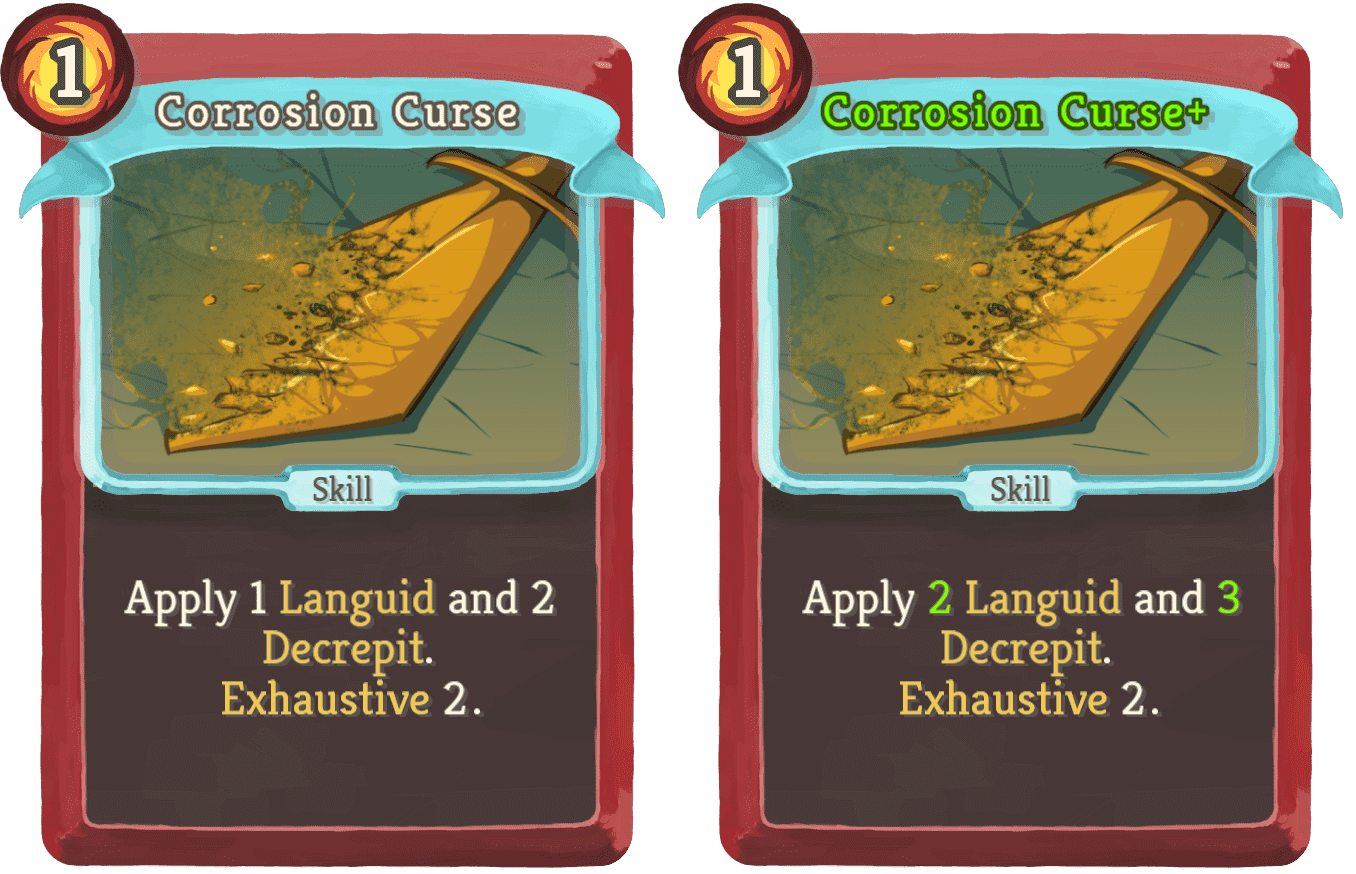 1
Corrosion Curse
Skill
Apply 1 Languid and 2
Decrepit.
Exhaustive 2.
1
Corrosion Curse+
Skill
Apply 2 Languid and 3
Decrepit.
Exhaustive 2.